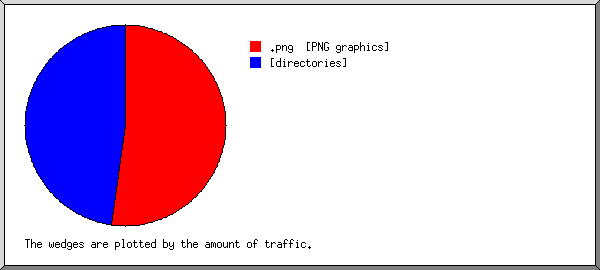 .png [PNG graphics]
[directories]
The wedges are plotted by the amount of traffic.